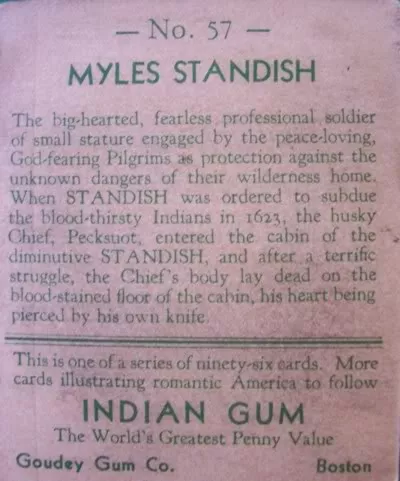 — No. 57 —
MYLES STANDISH
The big-hearted, fearless professional soldier
of small stature engaged by the peace-loving,
God-fearing Pilgrims as protection against the
unknown dangers of their wilderness home.
When STANDISH was ordered to subdue
the blood-thirsty Indians in 1623, the husky
Chief, Pecksuot, entered the cabin of the
diminutive STANDISH, and after a terrific
struggle, the Chief's body lay dead on the
blood-stained floor of the cabin, his heart being
pierced by his own knife.
This is one of a series of ninety-six cards. More
cards illustrating romantic America to follow
INDIAN GUM
The World's Greatest Penny Value
Goudey Gum Co. Boston